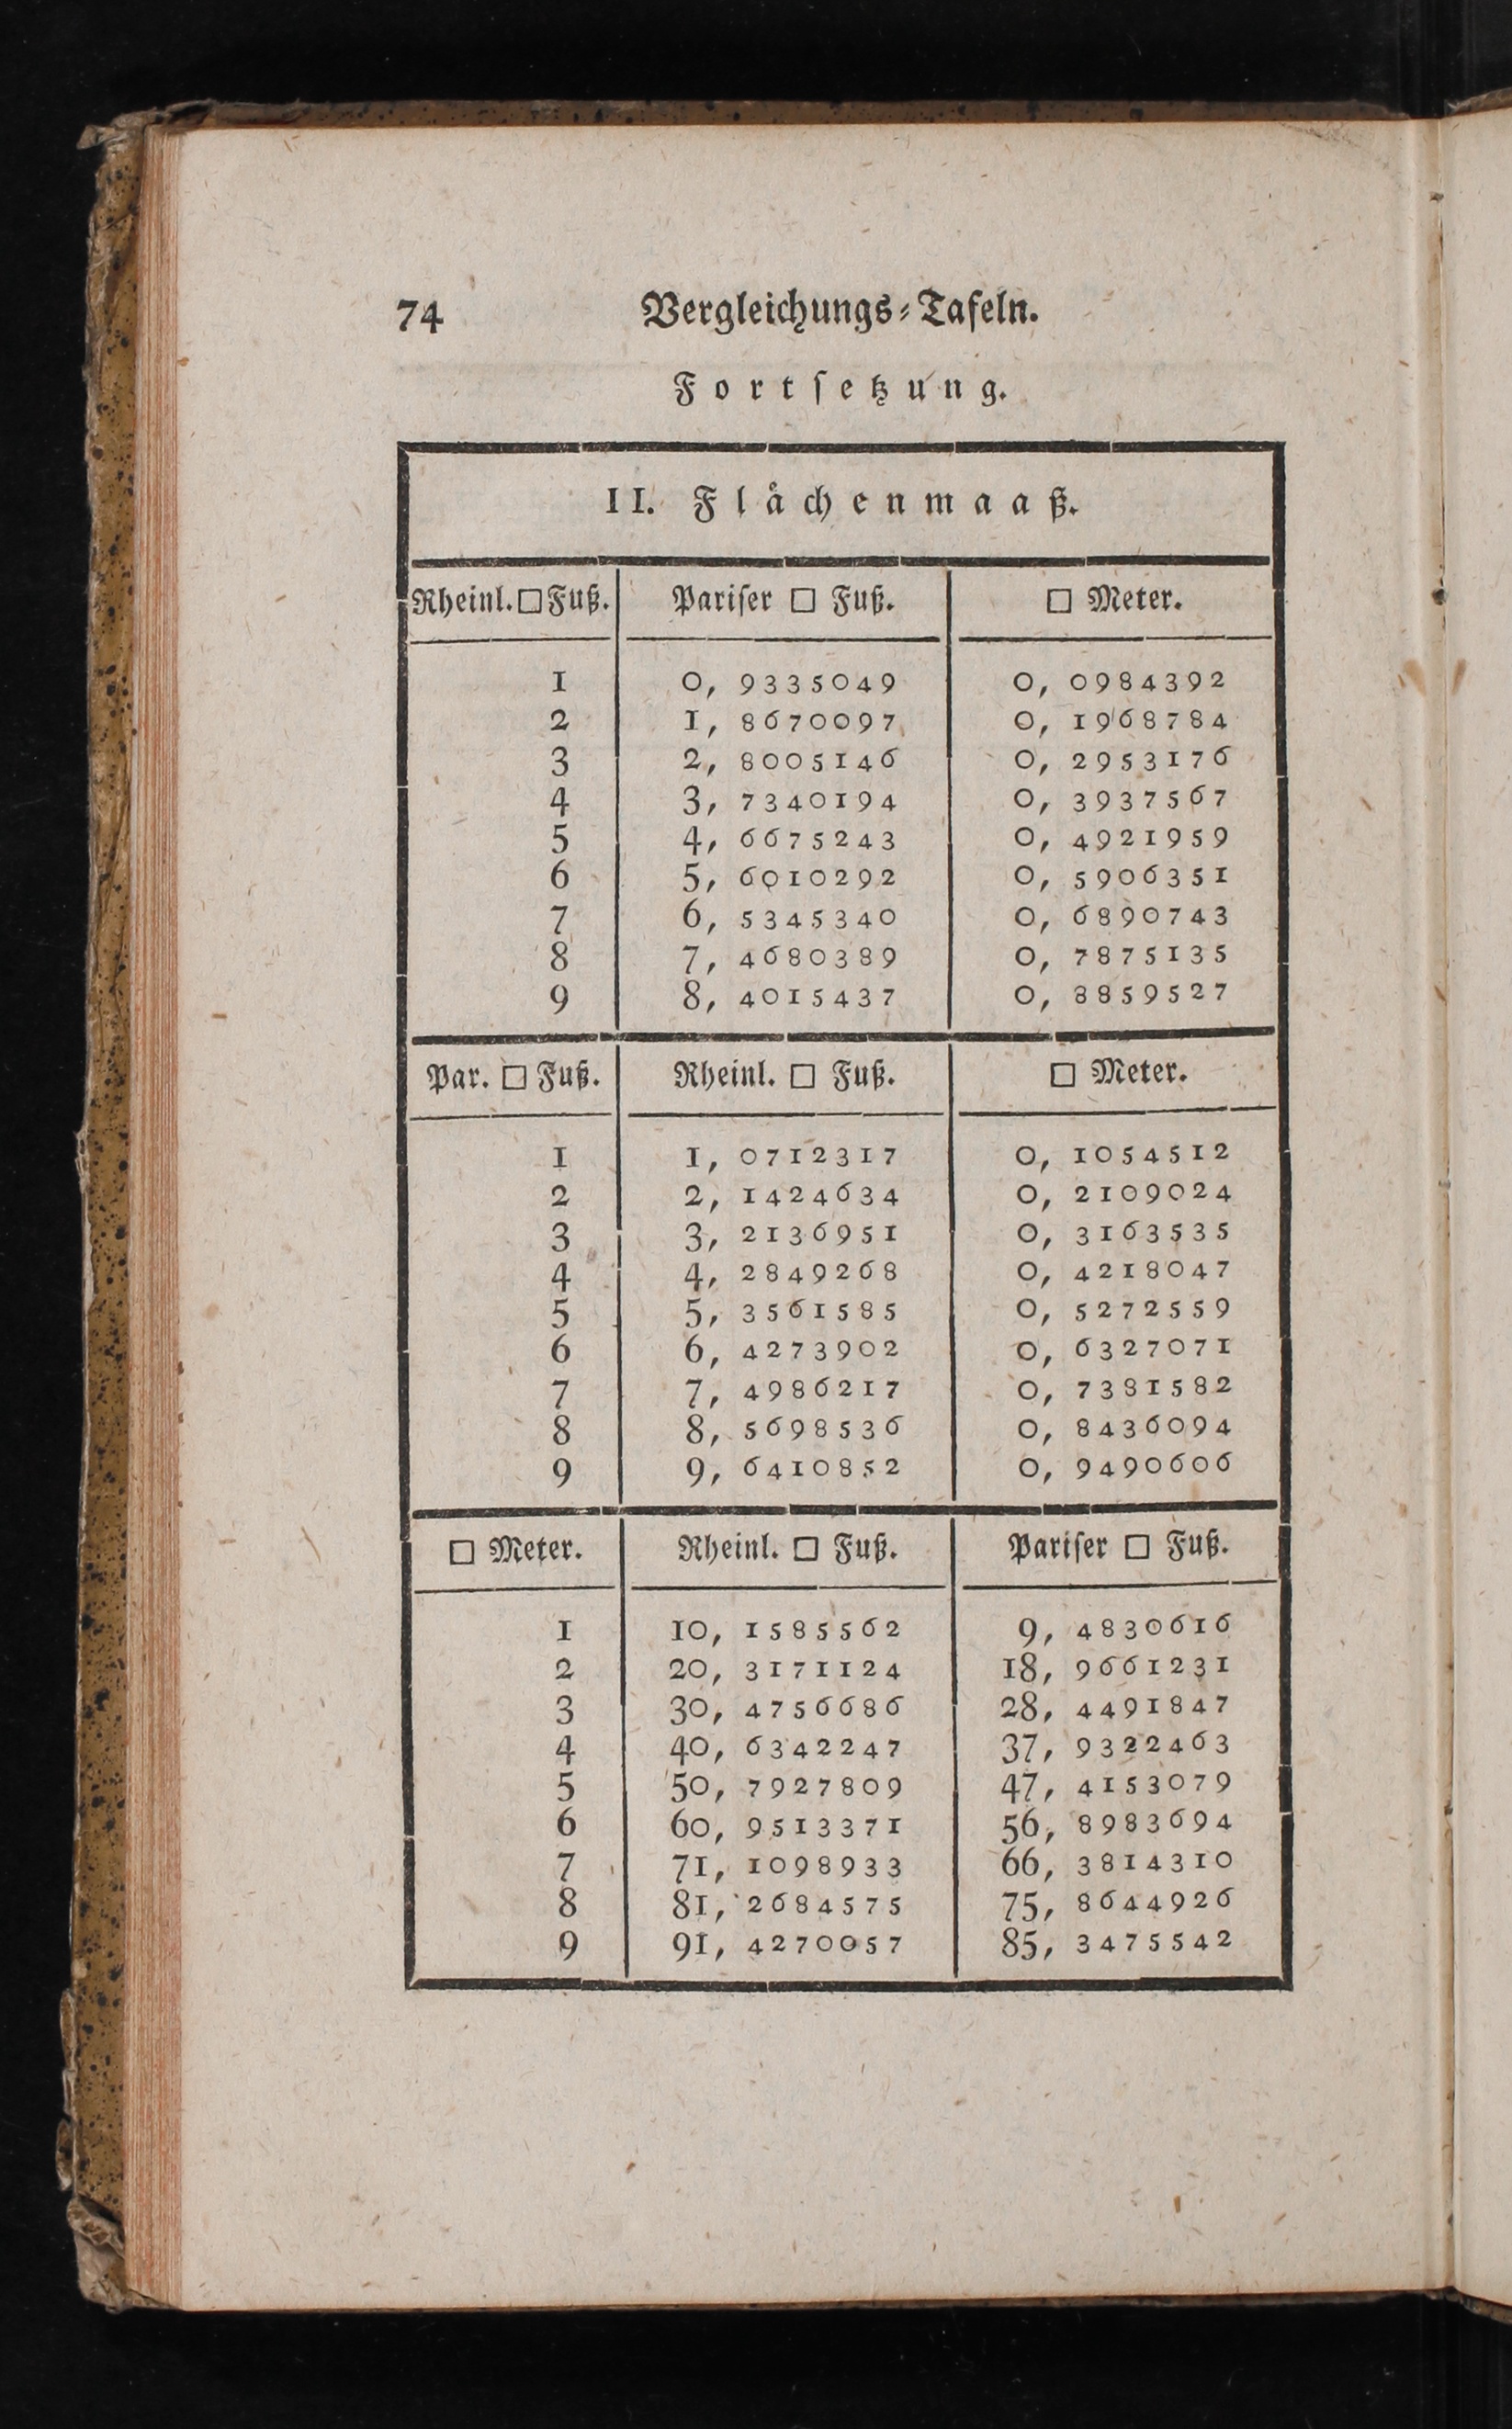 74 Vergleichungs-Tafeln.
Fortſetzung.
II. Flaͤchenmaaß.
Rheinl. □ Fuß. Pariſer □ Fuß. □ Meter.
1 0, 9335049 0, 0984392
2 1, 8670097 0, 1968784
3 2, 8005146 0, 2953176
4 3, 7340194 0, 3937567
5 4, 6675243 0, 4921959
6 5, 6010292 0, 5906351
7 6, 5345340 0, 6890743
8 7, 4680389 0, 7875135
9 8, 4015437 0, 8859527
Par. □ Fuß. Rheinl. □ Fuß. □ Meter.
1 1, 0712317 0, 1054512
2 2, 1424634 0, 2109024
3 3, 2136951 0, 3163535
4 4, 2849268 0, 4218047
5 5, 3561585 0, 5272559
6 6, 4273902 0, 6327071
7 7, 4986217 0, 7381582
8 8, 5698536 0, 8436094
9 9, 6410852 0, 9490606
□ Meter. Rheinl. □ Fuß. Pariſer □ Fuß.
1 10, 1585562 9, 4830616
2 20, 3171124 18, 9661231
3 30, 4756686 28, 4491847
4 40, 6342247 37, 9322463
5 50, 7927809 47, 4153079
6 60, 9513371 56, 8983694
7 71, 1098933 66, 3814310
8 81, 2684575 75, 8644926
9 91, 4270057 85, 3475542